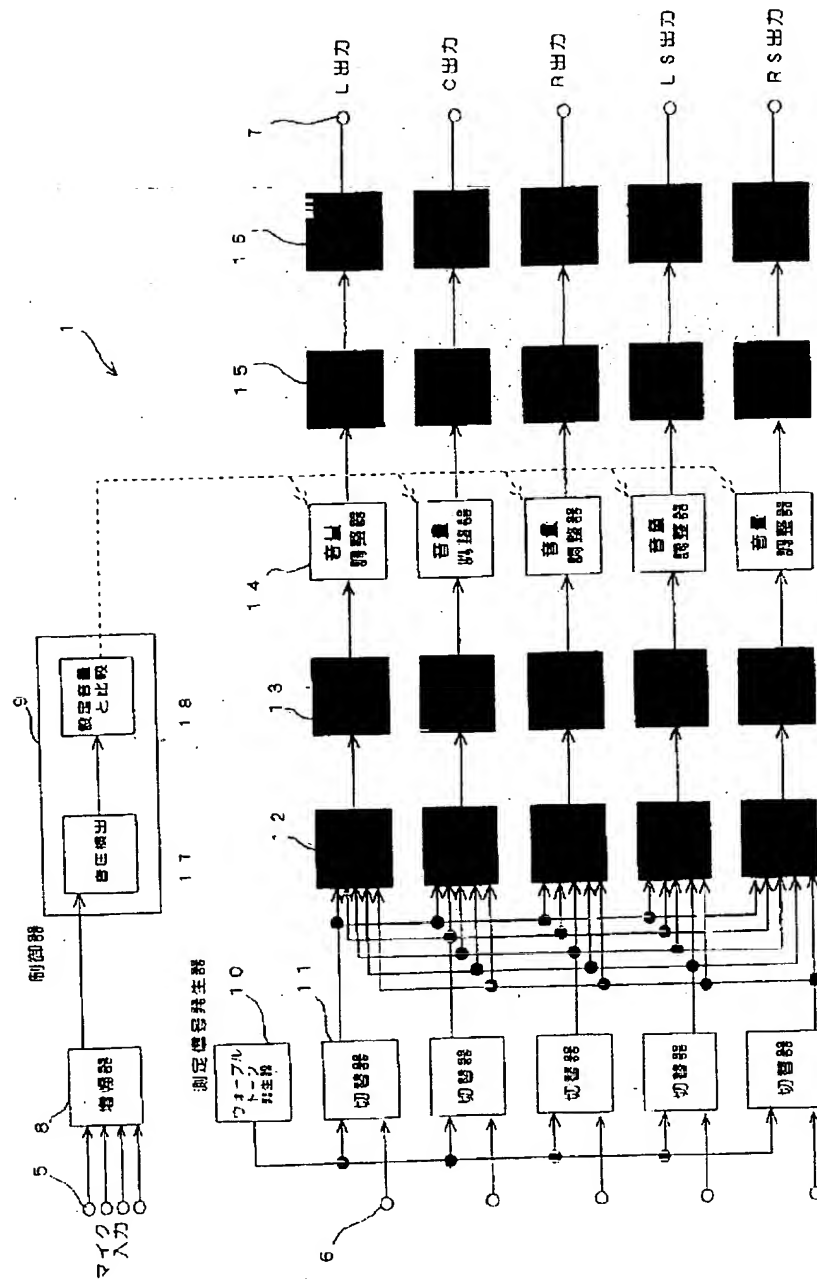 マイク
入力
5
8
増幅器
制御器
9
音圧検出
17
設定音量
と比較
18
1
測定信号発生器
10
ウォーブル
トーン
発生器
6
11
切替器
切替器
切替器
切替器
切替器
12
13
14
音量
調整器
音量
調整器
音量
調整器
音量
調整器
音量
調整器
15
16
7
L出力
C出力
R出力
LS出力
RS出力